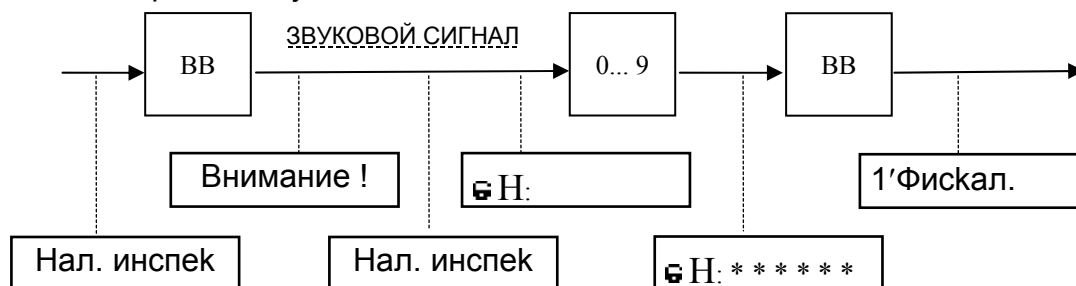 ЗВУКОВОЙ СИГНАЛ
ВВ
0... 9
ВВ
Внимание !
Н:
1′Фискал.
Нал. инспек
Нал. инспек
Н: * * * * * *